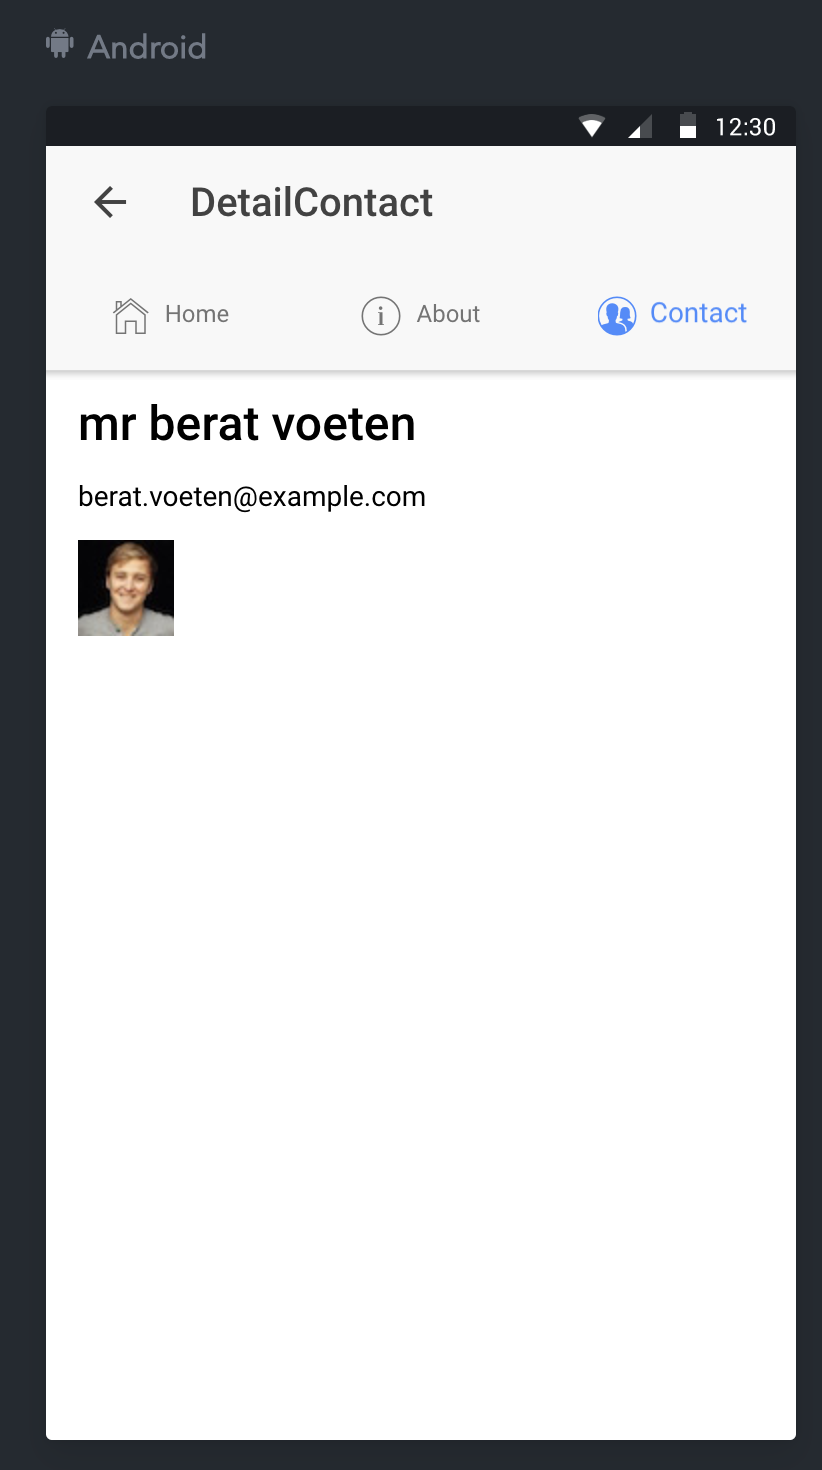 Android
12:30
DetailContact
Home
About
Contact
mr berat voeten
berat.voeten@example.com